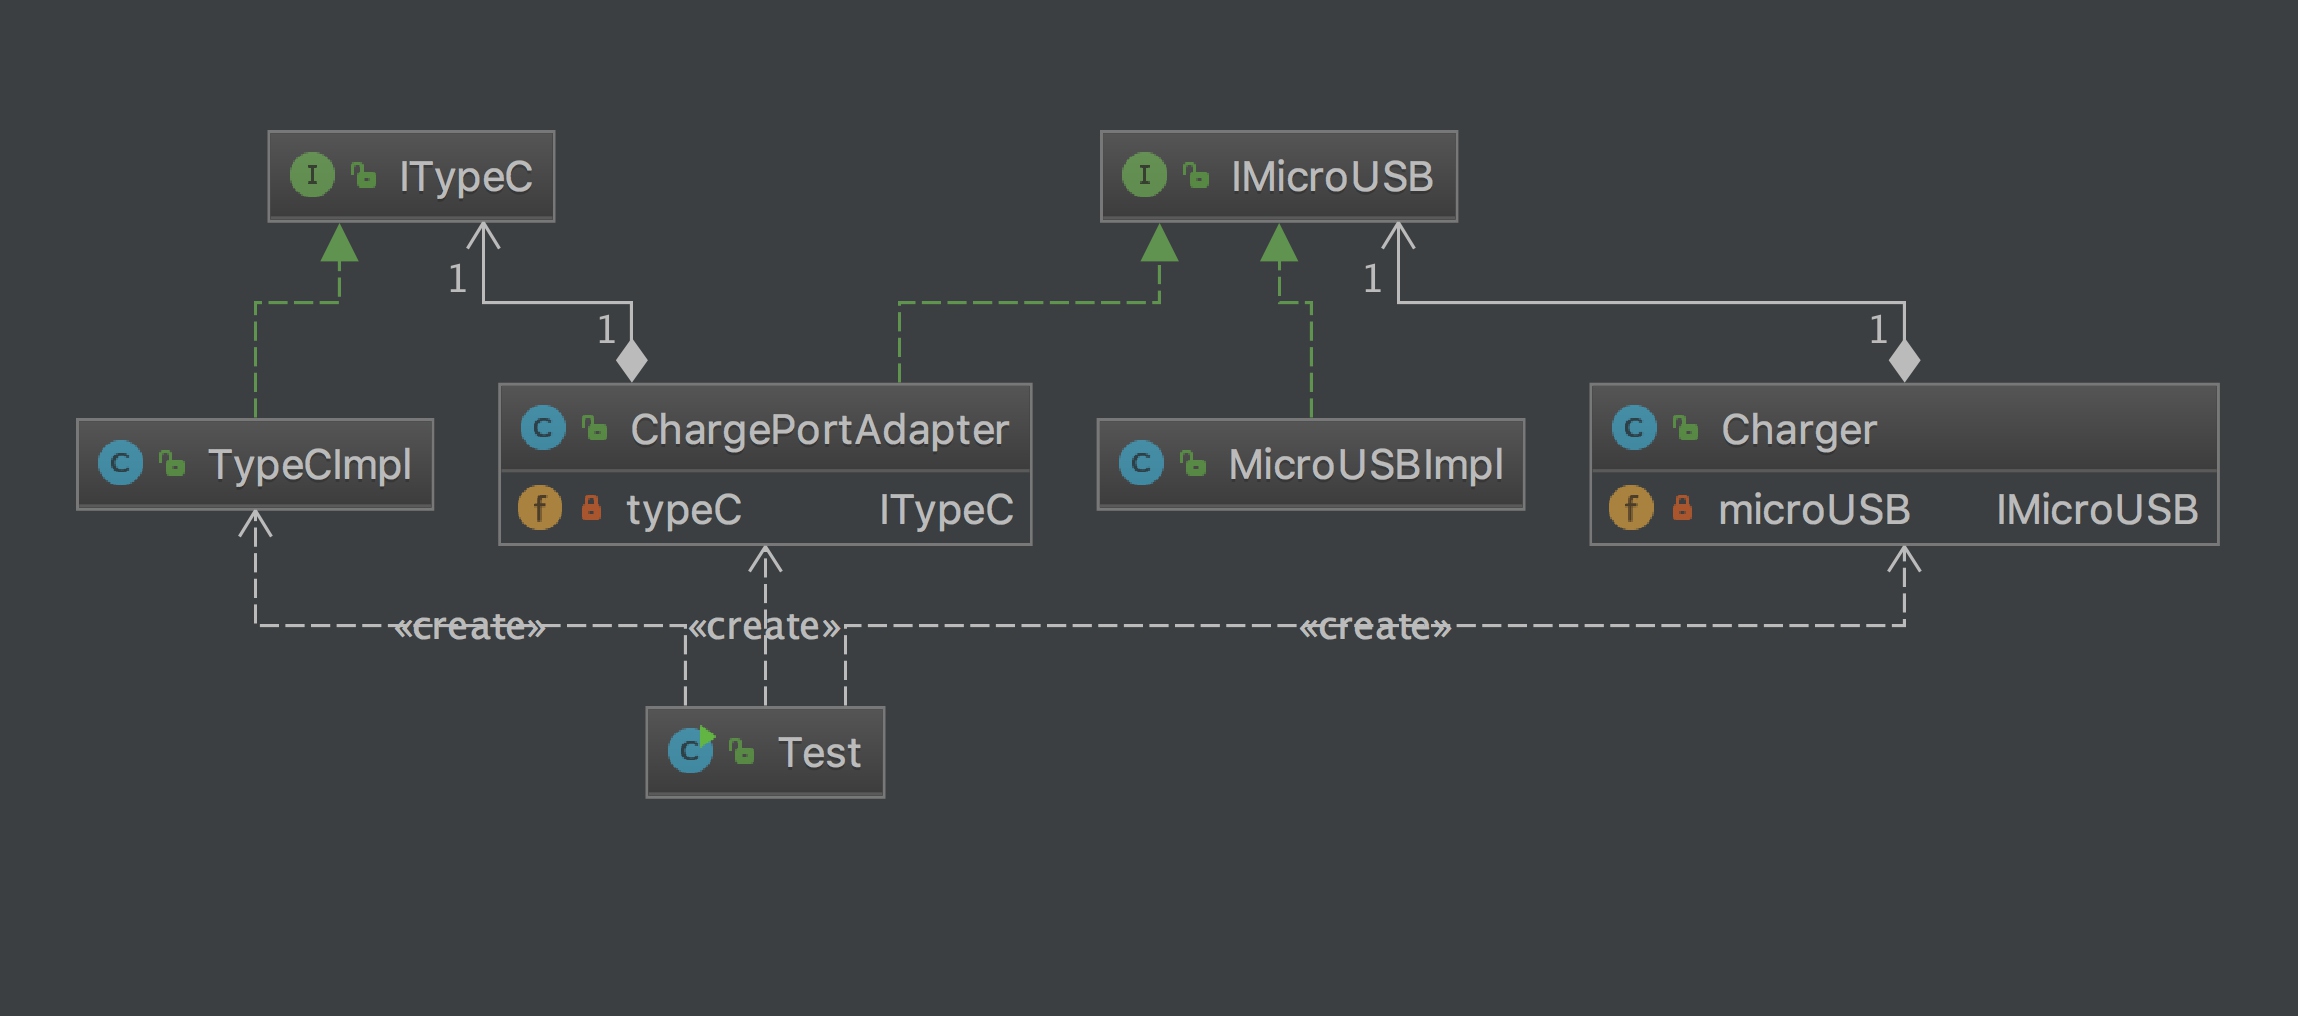 I ITypeC
I IMicroUSB
1
1
1
1
C TypeCImpl
C ChargePortAdapter
f typeC ITypeC
C MicroUSBImpl
C Charger
f microUSB IMicroUSB
«create»
«create»
«create»
C Test